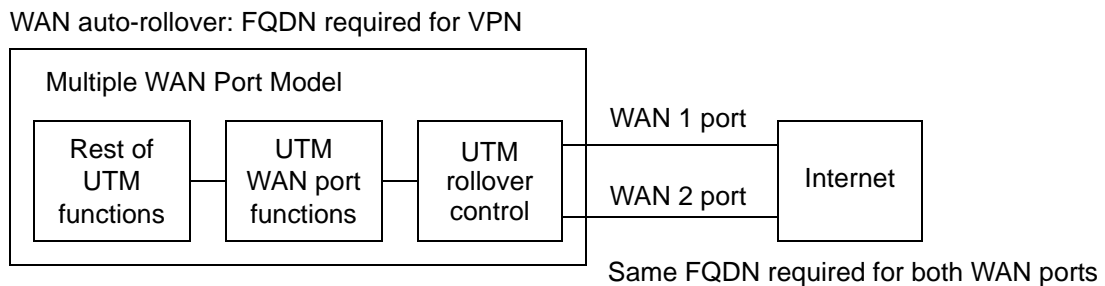 WAN auto-rollover: FQDN required for VPN
Multiple WAN Port Model
Rest of
UTM
functions
UTM
WAN port
functions
UTM
rollover
control
WAN 1 port
WAN 2 port
Internet
Same FQDN required for both WAN ports